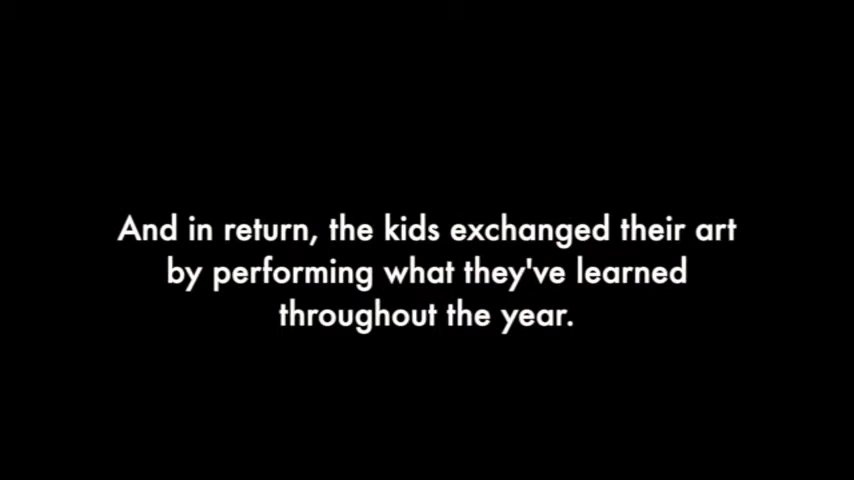 And in return, the kids exchanged their art
by performing what they've learned
throughout the year.